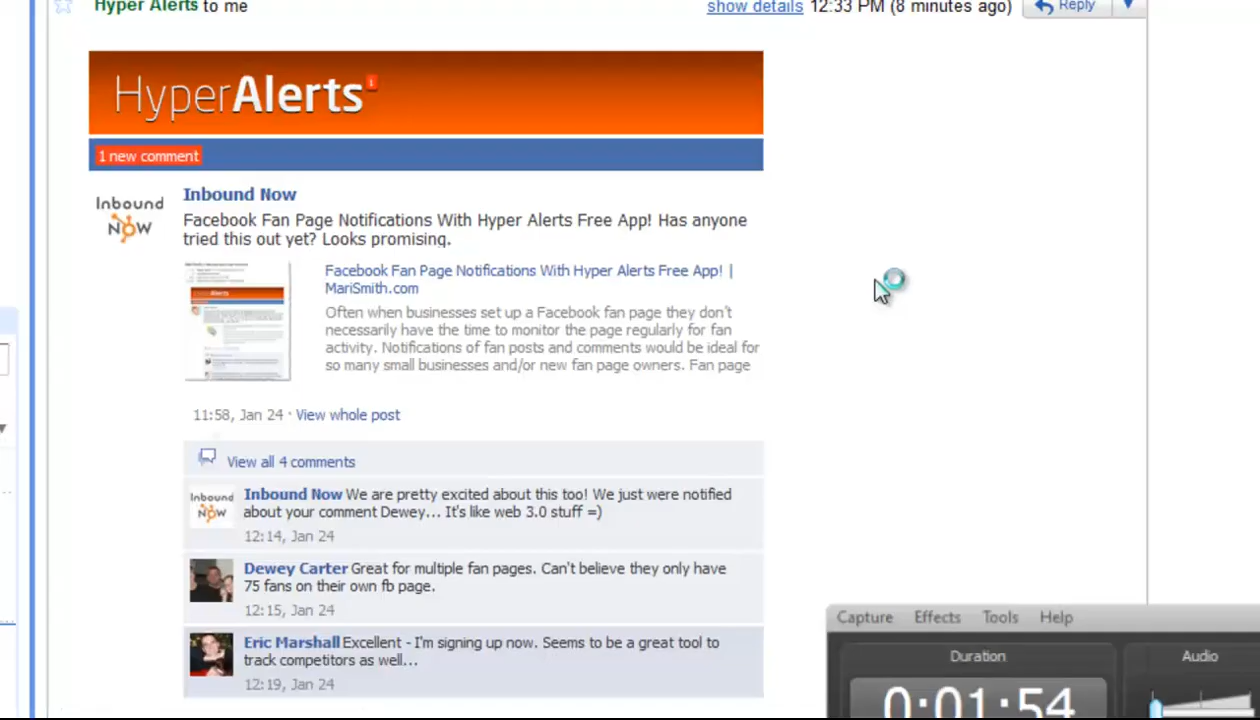 Hyper Alerts to me
show details 12:33 PM (8 minutes ago)
Reply
HyperAlerts
1 new comment
Inbound
NOW
Inbound Now
Facebook Fan Page Notifications With Hyper Alerts Free App! Has anyone
tried this out yet? Looks promising.
Facebook Fan Page Notifications With Hyper Alerts Free App! |
MariSmith.com
Often when businesses set up a Facebook fan page they don't
necessarily have the time to monitor the page regularly for fan
activity. Notifications of fan posts and comments would be ideal for
so many small businesses and/or new fan page owners. Fan page
11:58, Jan 24 · View whole post
View all 4 comments
Inbound
NOW
Inbound Now We are pretty excited about this too! We just were notified
about your comment Dewey... It's like web 3.0 stuff =)
12:14, Jan 24
Dewey Carter Great for multiple fan pages. Can't believe they only have
75 fans on their own fb page.
12:15, Jan 24
Eric Marshall Excellent - I'm signing up now. Seems to be a great tool to
track competitors as well...
12:19, Jan 24
Capture Effects Tools Help
Duration
Audio
0:01:54